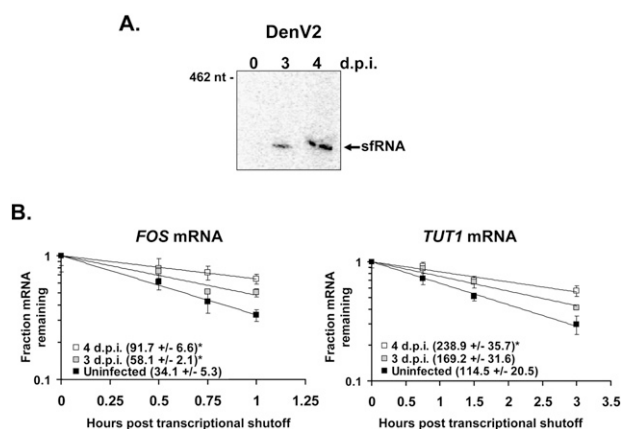 A.
DenV2
0 3 4 d.p.i.
462 nt -
sfRNA
B.
FOS mRNA
Fraction mRNA
remaining
1
0.1
4 d.p.i. (91.7 +/- 6.6)*
3 d.p.i. (58.1 +/- 2.1)*
Uninfected (34.1 +/- 5.3)
0 0.25 0.5 0.75 1 1.25
Hours post transcriptional shutoff
TUT1 mRNA
Fraction mRNA
remaining
1
0.1
4 d.p.i. (238.9 +/- 35.7)*
3 d.p.i. (169.2 +/- 31.6)
Uninfected (114.5 +/- 20.5)
0 0.5 1 1.5 2 2.5 3 3.5
Hours post transcriptional shutoff